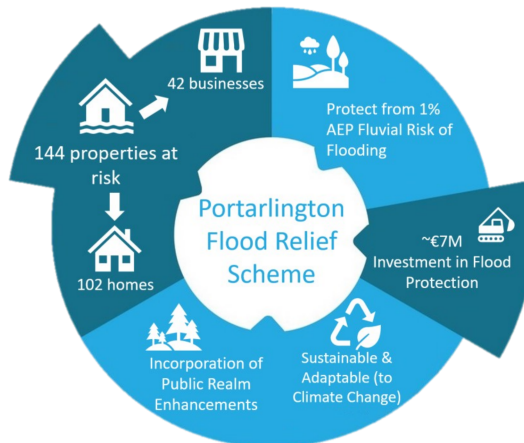 42 businesses
144 properties at
risk
102 homes
Protect from 1%
AEP Fluvial Risk of
Flooding
Portarlington
Flood Relief
Scheme
~€7M
Investment in Flood
Protection
Incorporation of
Public Realm
Enhancements
Sustainable &
Adaptable (to
Climate Change)